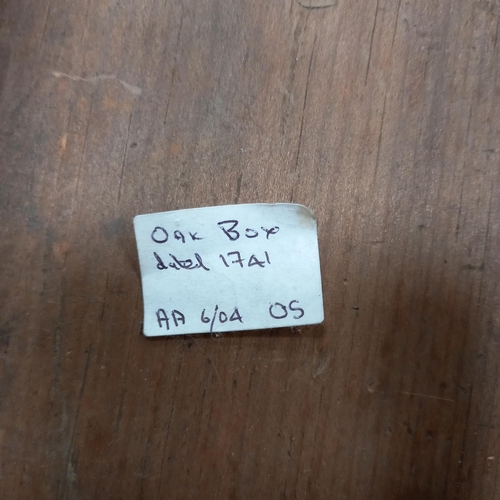 Oak Box
dated 1741
AA 6/04 OS